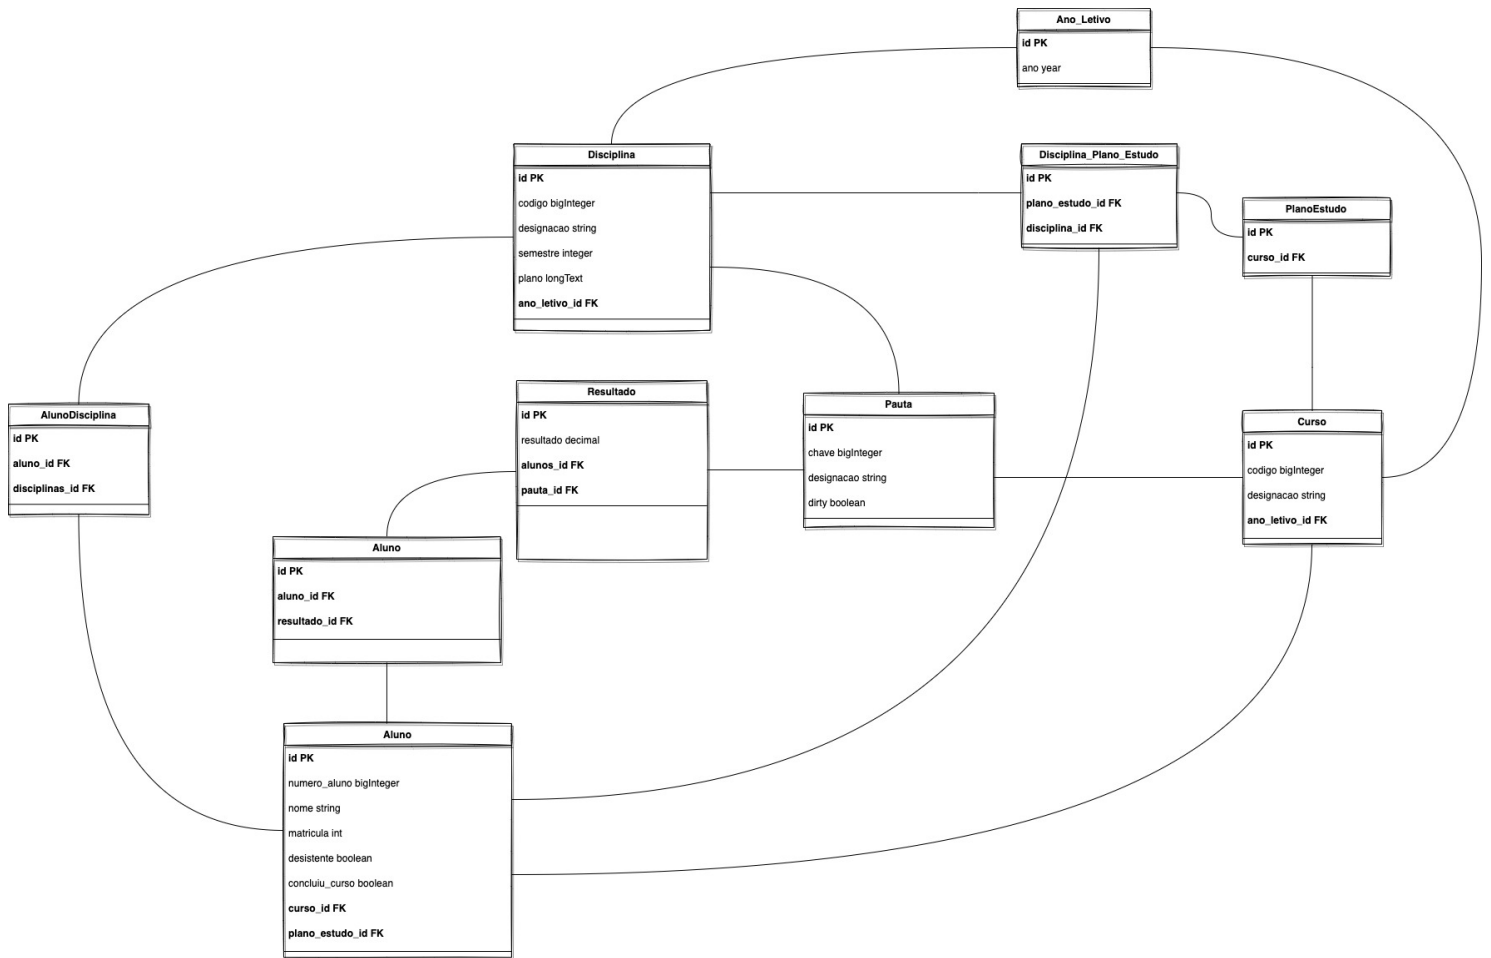 Ano_Letivo
id PK
ano year
Disciplina
id PK
codigo bigInteger
designacao string
semestre integer
plano longText
ano_letivo_id FK
Disciplina_Plano_Estudo
id PK
plano_estudo_id FK
disciplina_id FK
PlanoEstudo
id PK
curso_id FK
AlunoDisciplina
id PK
aluno_id FK
disciplinas_id FK
Resultado
id PK
resultado decimal
alunos_id FK
pauta_id FK
Pauta
id PK
chave bigInteger
designacao string
dirty boolean
Curso
id PK
codigo bigInteger
designacao string
ano_letivo_id FK
Aluno
id PK
aluno_id FK
resultado_id FK
Aluno
id PK
numero_aluno bigInteger
nome string
matricula int
desistente boolean
concluiu_curso boolean
curso_id FK
plano_estudo_id FK